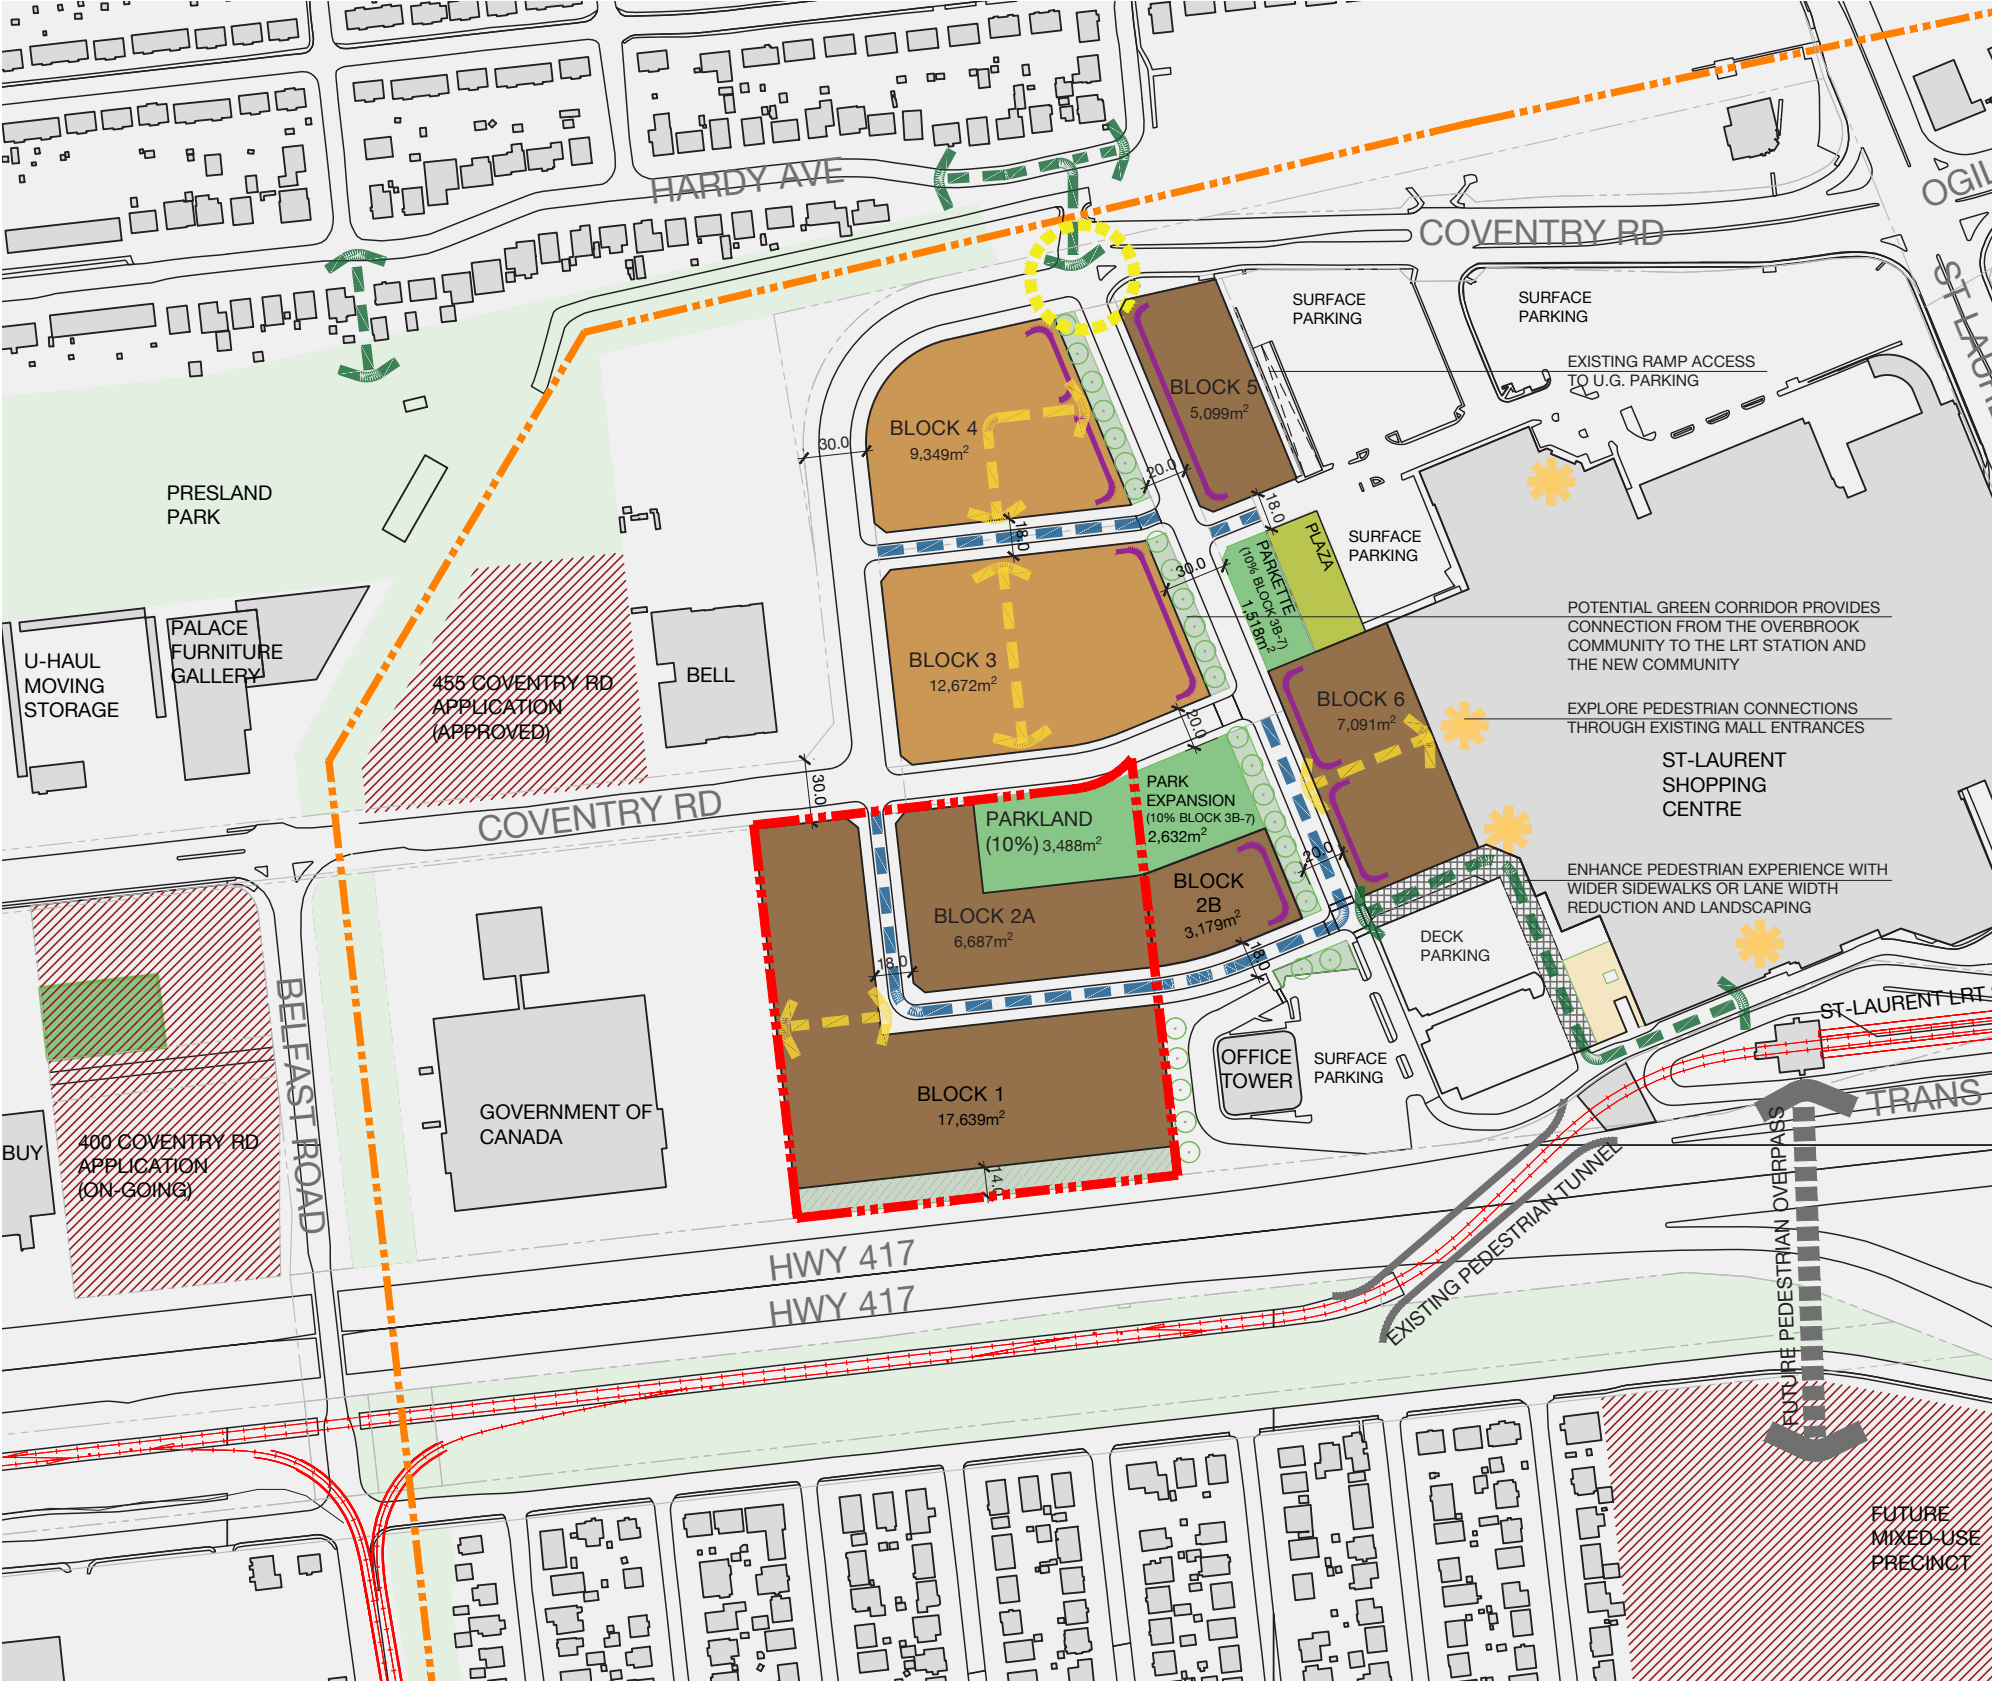 HARDY AVE
COVENTRY RD
SURFACE
PARKING
SURFACE
PARKING
EXISTING RAMP ACCESS
TO U.G. PARKING
BLOCK 5
5,099m²
BLOCK 4
9,349m²
30.0
20.0
18.0
18.0
PRESLAND
PARK
PLAZA
SURFACE
PARKING
PARKETTE
(10% BLOCK 3B-7)
1,518m²
30.0
POTENTIAL GREEN CORRIDOR PROVIDES
CONNECTION FROM THE OVERBROOK
COMMUNITY TO THE LRT STATION AND
THE NEW COMMUNITY
PALACE
FURNITURE
GALLERY
U-HAUL
MOVING
STORAGE
455 COVENTRY RD
APPLICATION
(APPROVED)
BELL
BLOCK 3
12,672m²
BLOCK 6
7,091m²
20.0
EXPLORE PEDESTRIAN CONNECTIONS
THROUGH EXISTING MALL ENTRANCES
ST-LAURENT
SHOPPING
CENTRE
30.0
COVENTRY RD
PARKLAND
(10%) 3,488m²
PARK
EXPANSION
(10% BLOCK 3B-7)
2,632m²
20.0
ENHANCE PEDESTRIAN EXPERIENCE WITH
WIDER SIDEWALKS OR LANE WIDTH
REDUCTION AND LANDSCAPING
BLOCK
2B
3,179m²
BLOCK 2A
6,687m²
18.0
18.0
DECK
PARKING
BELFAST ROAD
ST-LAURENT LRT
OFFICE
TOWER
SURFACE
PARKING
GOVERNMENT OF
CANADA
BLOCK 1
17,639m²
14.0
TRANS
BUY
400 COVENTRY RD
APPLICATION
(ON-GOING)
HWY 417
HWY 417
EXISTING PEDESTRIAN TUNNEL
FUTURE PEDESTRIAN OVERPASS
FUTURE
MIXED-USE
PRECINCT